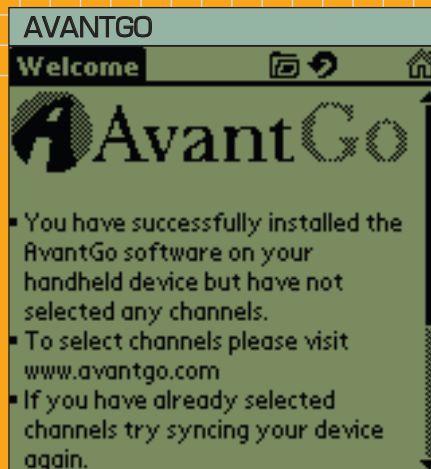 AVANTGO
Welcome
AvantGo
▪ You have successfully installed the
AvantGo software on your
handheld device but have not
selected any channels.
▪ To select channels please visit
www.avantgo.com
▪ If you have already selected
channels try syncing your device
again.